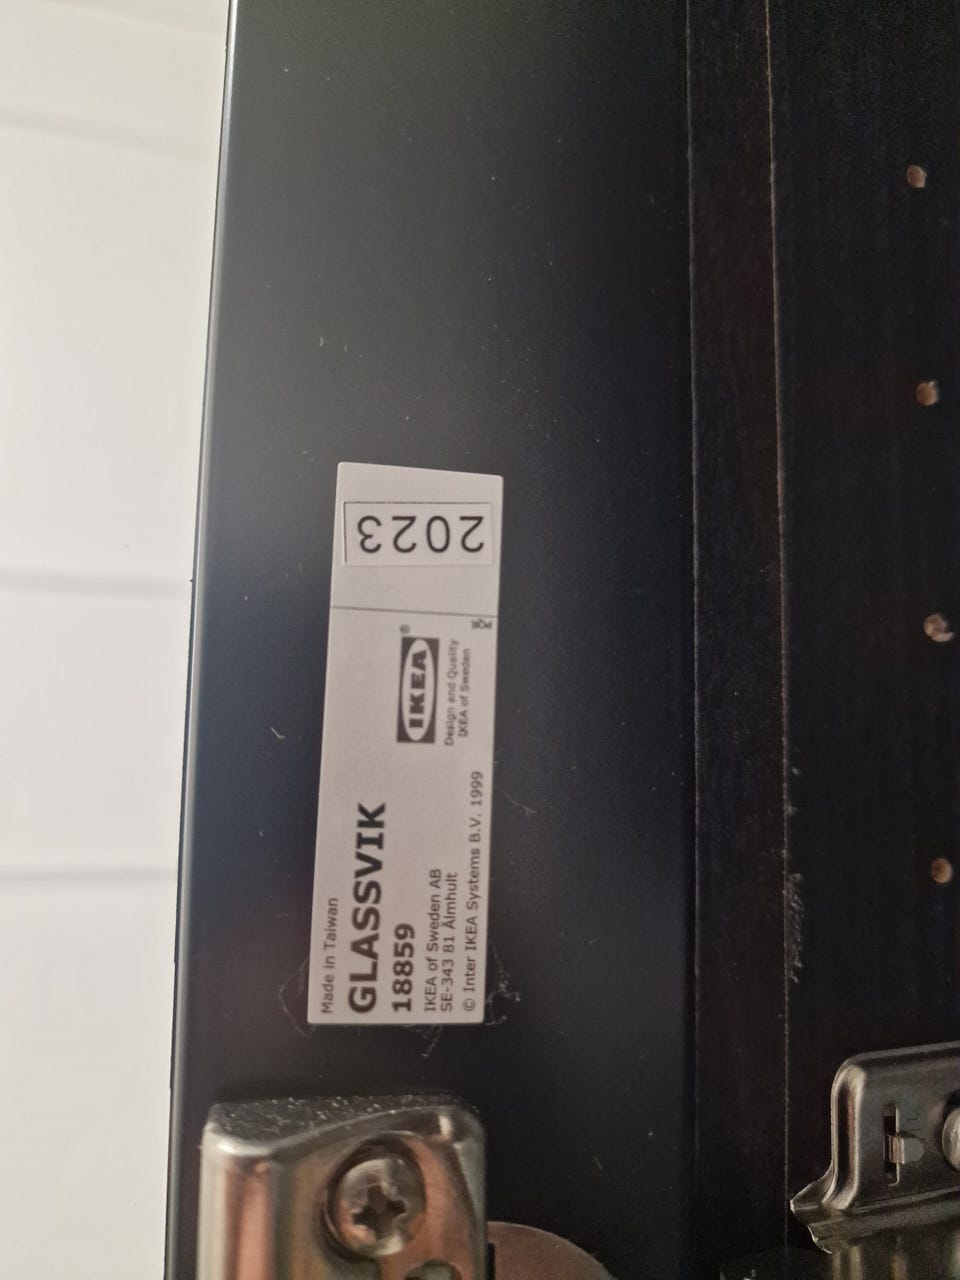 Made in Taiwan
GLASSVIK
18859
IKEA of Sweden AB
SE-343 81 Älmhult
© Inter IKEA Systems B.V. 1999
IKEA®
Design and Quality
IKEA of Sweden
PQR
2023